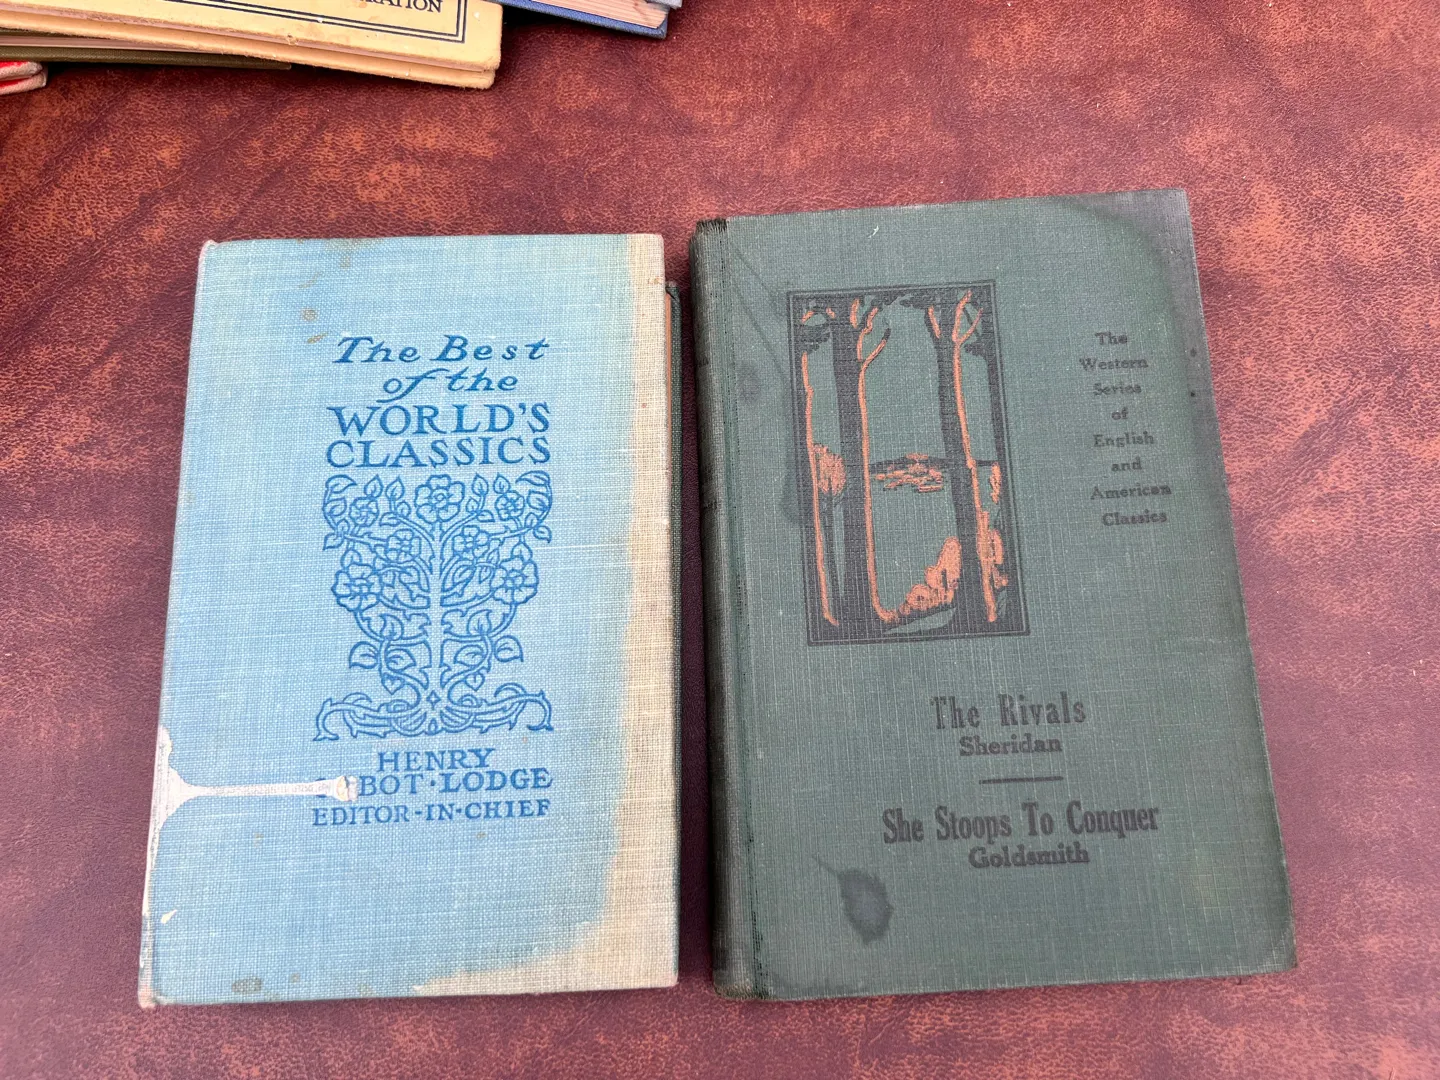 The Best
of the
WORLD'S
CLASSICS
HENRY
BOT·LODGE
EDITOR-IN-CHIEF
The
Western
Series
of
English
and
American
Classics
The Rivals
Sheridan
She Stoops To Conquer
Goldsmith